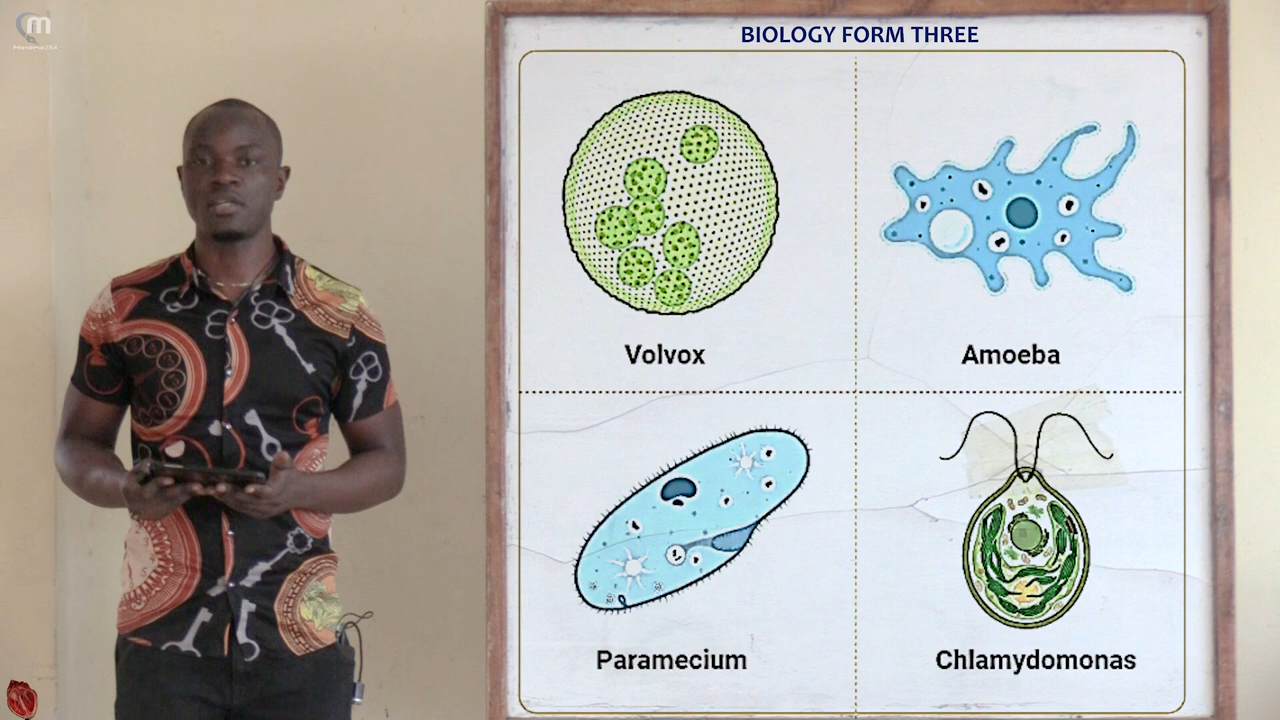 BIOLOGY FORM THREE
Volvox
Amoeba
Paramecium
Chlamydomonas